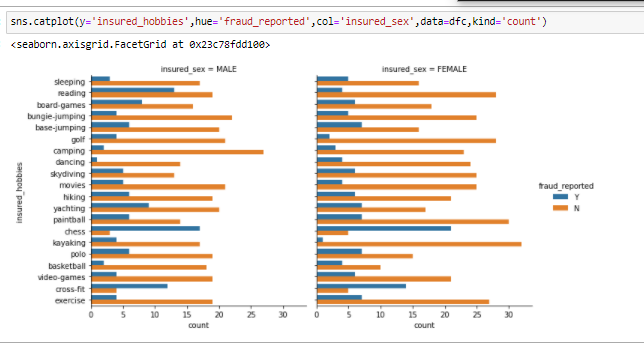 sns.catplot(y='insured_hobbies',hue='fraud_reported',col='insured_sex',data=dfc,kind='count')
<seaborn.axisgrid.FacetGrid at 0x23c78fdd100>
insured_sex = MALE
insured_sex = FEMALE
insured_hobbies
sleeping
reading
board-games
bungie-jumping
base-jumping
golf
camping
dancing
skydiving
movies
hiking
yachting
paintball
chess
kayaking
polo
basketball
video-games
cross-fit
exercise
0 5 10 15 20 25 30
count
0 5 10 15 20 25 30
count
fraud_reported
Y
N